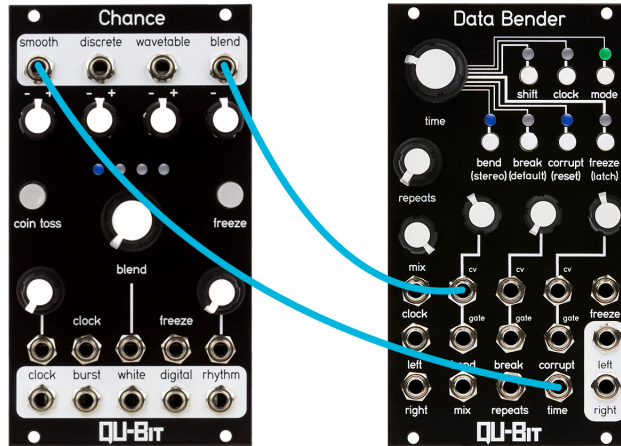 Chance
smooth discrete wavetable blend
- + - + - + -
coin toss freeze
blend
clock freeze
clock burst white digital rhythm
QU-BIT
Data Bender
time
shift clock mode
bend break corrupt freeze
(stereo) (default) (reset) (latch)
repeats
mix cv cv cv
clock freeze
gate gate gate
left bend break corrupt left
right mix repeats time right
QU-BIT